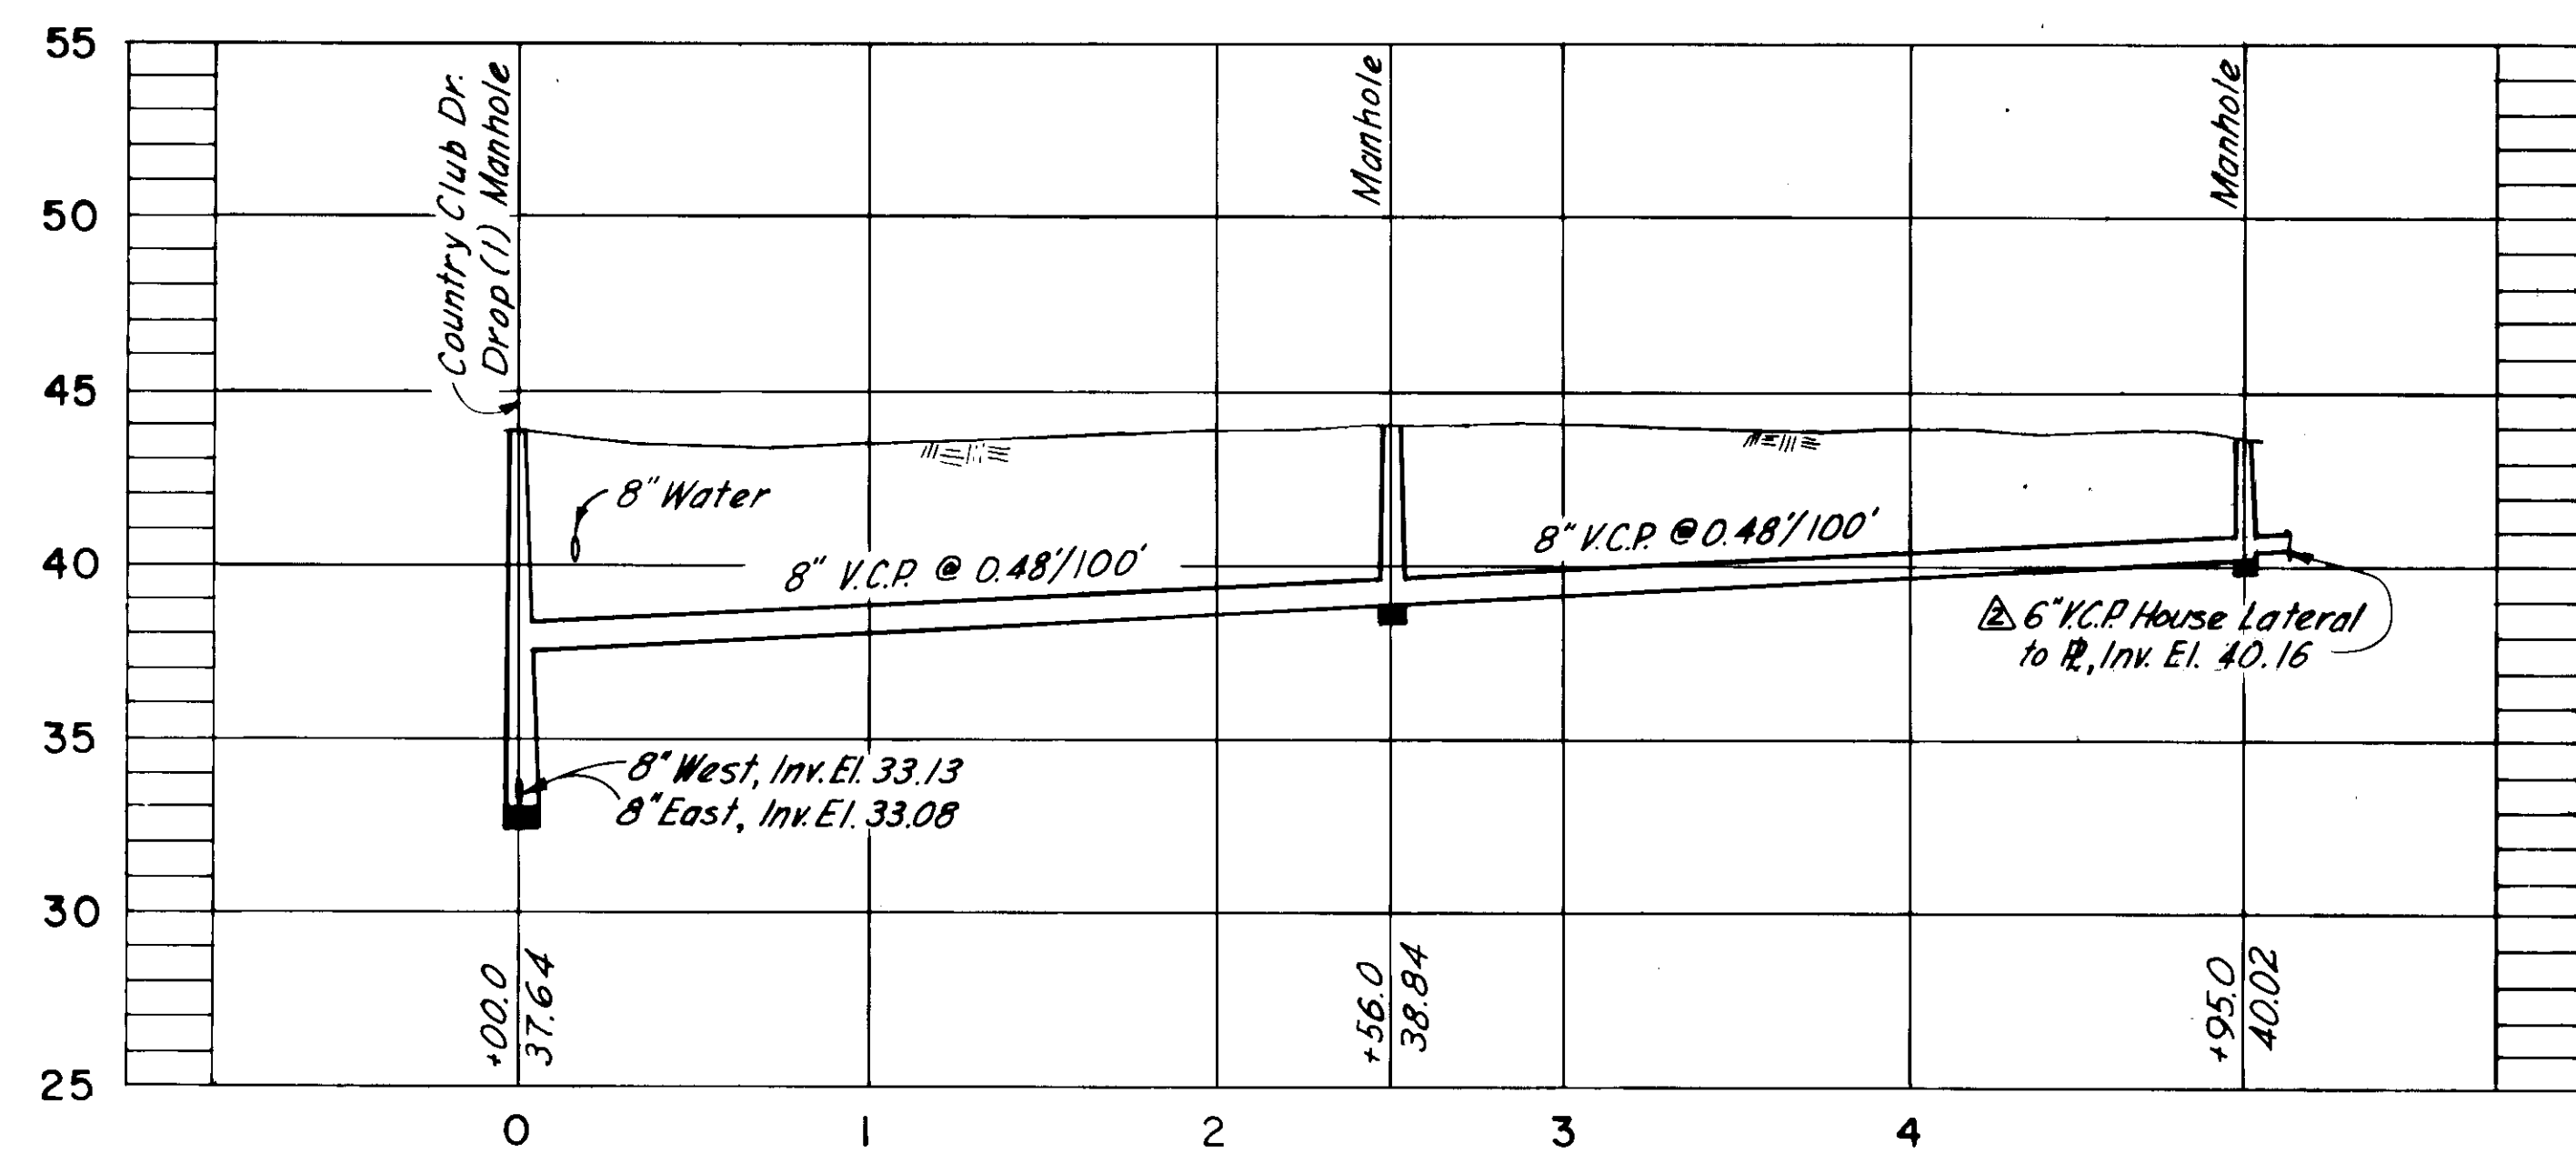 55
50
45
40
35
30
25
Country Club Dr.
Drop (1) Manhole
Manhole
Manhole
8" Water
8" V.C.P. @ 0.48'/100'
8" V.C.P. @ 0.48'/100'
2 6" V.C.P. House Lateral
to PL, Inv. El. 40.16
8" West, Inv. El. 33.13
8" East, Inv. El. 33.08
+00.0
37.64
+56.0
38.84
+95.0
40.02
0
1
2
3
4